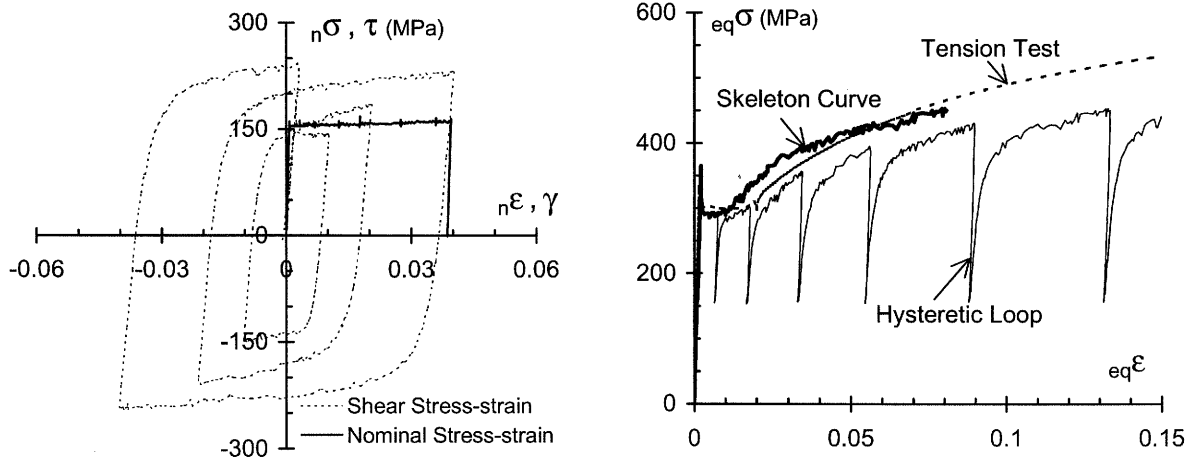 300
nσ , τ (MPa)
150
nε , γ
0
-0.06
-0.03
0
0.03
0.06
-150
Shear Stress-strain
Nominal Stress-strain
-300
600
eqσ (MPa)
Tension Test
Skeleton Curve
400
200
Hysteretic Loop
eqε
0
0
0.05
0.1
0.15